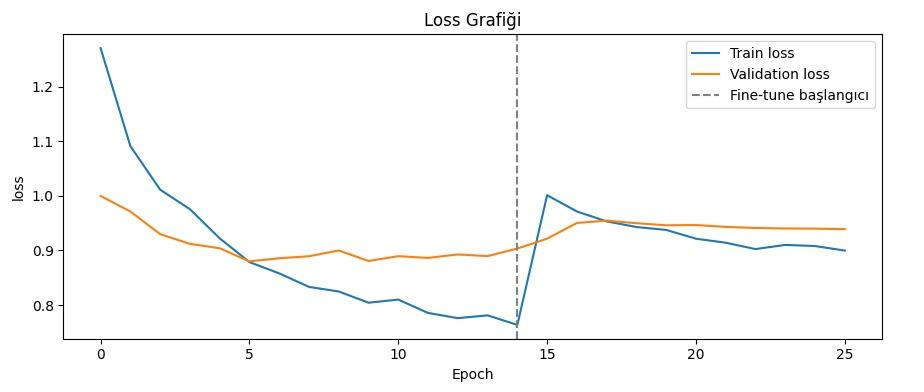 Loss Grafiği
Train loss
Validation loss
Fine-tune başlangıcı
1.2
1.1
1.0
0.9
0.8
loss
0 5 10 15 20 25
Epoch